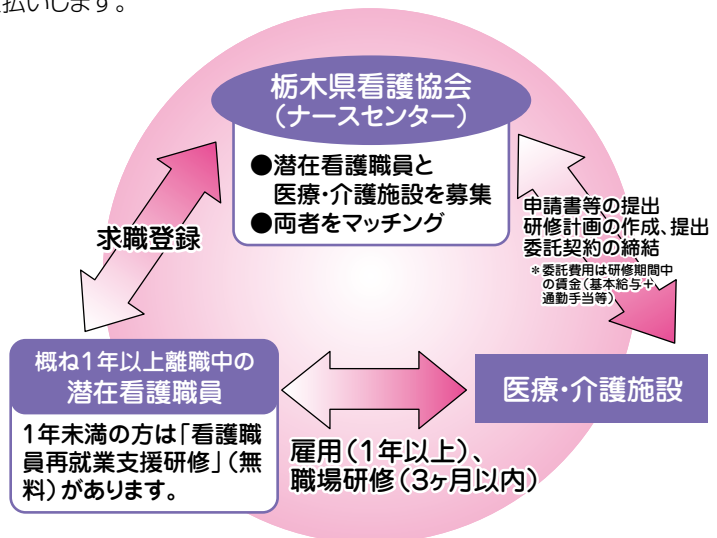 払いします。
栃木県看護協会
（ナースセンター）
●潜在看護職員と
医療・介護施設を募集
●両者をマッチング
求職登録
申請書等の提出
研修計画の作成、提出
委託契約の締結
＊委託費用は研修期間中
の賃金（基本給与＋
通勤手当等）
概ね1年以上離職中の
潜在看護職員
1年未満の方は「看護職
員再就業支援研修」（無
料）があります。
雇用（1年以上）、
職場研修（3ヶ月以内）
医療・介護施設